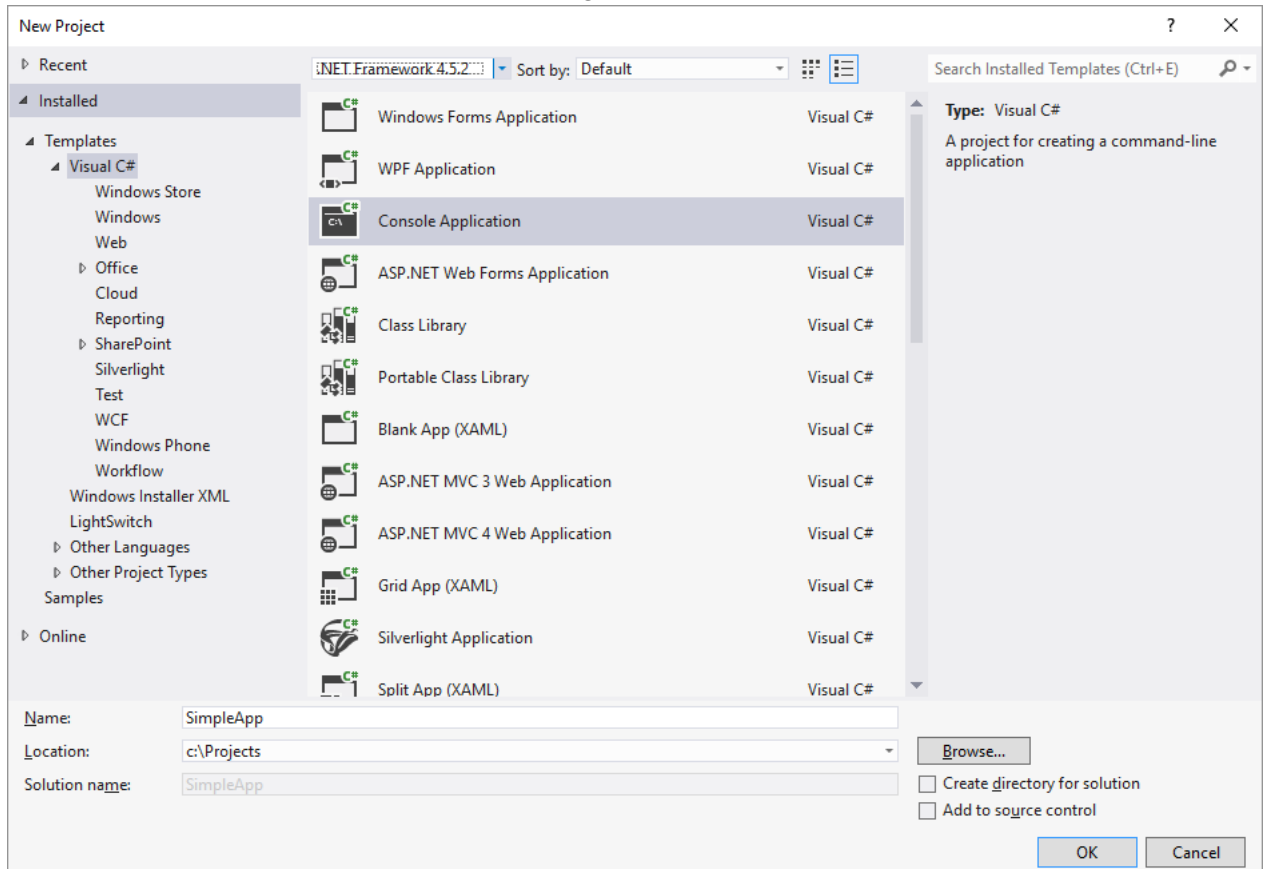 New Project
? 
Recent
.NET Framework 4.5.2 Sort by: Default
Search Installed Templates (Ctrl+E)
Installed
Templates
Visual C#
Windows Store
Windows
Web
Office
Cloud
Reporting
SharePoint
Silverlight
Test
WCF
Windows Phone
Workflow
Windows Installer XML
LightSwitch
Other Languages
Other Project Types
Samples
Online
C# Windows Forms Application Visual C#
C# WPF Application Visual C#
C:\ C# Console Application Visual C#
C# ASP.NET Web Forms Application Visual C#
C# Class Library Visual C#
C# Portable Class Library Visual C#
C# Blank App (XAML) Visual C#
C# ASP.NET MVC 3 Web Application Visual C#
C# ASP.NET MVC 4 Web Application Visual C#
C# Grid App (XAML) Visual C#
C# Silverlight Application Visual C#
C# Split App (XAML) Visual C#
Type: Visual C#
A project for creating a command-line
application
Name: SimpleApp
Location: c:\Projects
Browse...
Solution name: SimpleApp
Create directory for solution
Add to source control
OK Cancel